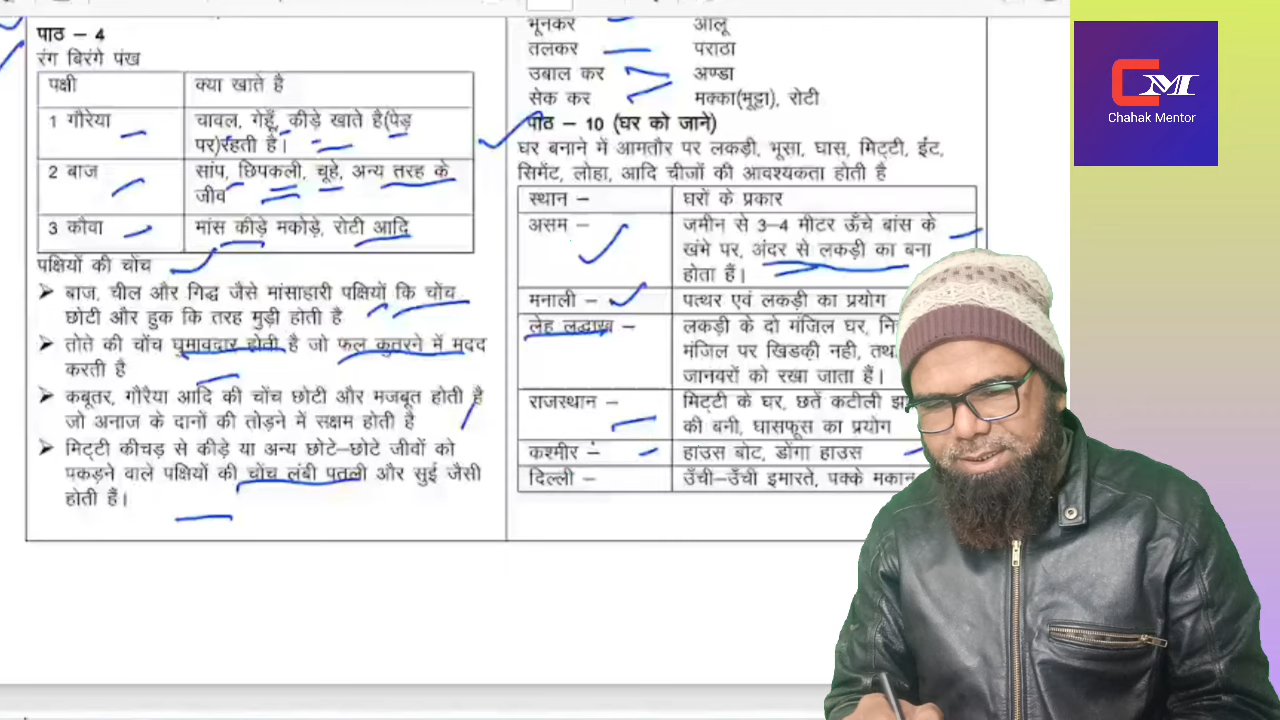 पाठ – 4
रंग बिरंगे पंख
पक्षी क्या खाते है
1 गौरेया चावल, गेहूँ, कीड़े खाते है(पेड़
पर)रहती है।
2 बाज सांप, छिपकली, चूहे, अन्य तरह के
जीव
3 कौवा मांस कीड़े मकोड़े, रोटी आदि
पक्षियों की चोंच
➤ बाज, चील और गिद्ध जैसे मांसाहारी पक्षियों कि चोंच
छोटी और हुक कि तरह मुड़ी होती है
➤ तोते की चोंच घुमावदार होती है जो फल कुतरने में मदद
करती है
➤ कबूतर, गौरैया आदि की चोंच छोटी और मजबूत होती है
जो अनाज के दानों की तोड़ने में सक्षम होती है
➤ मिट्टी कीचड़ से कीड़े या अन्य छोटे–छोटे जीवों को
पकड़ने वाले पक्षियों की चोंच लंबी पतली और सुई जैसी
होती हैं।
भूनकर आलू
तलकर पराठा
उबाल कर अण्डा
सेक कर मक्का(भूट्टा), रोटी
पाठ – 10 (घर को जाने)
घर बनाने में आमतौर पर लकड़ी, भूसा, घास, मिट्टी, ईंट,
सिमेंट, लोहा, आदि चीजों की आवश्यकता होती है
स्थान – घरों के प्रकार
असम – जमीन से 3–4 मीटर ऊँचे बांस के
खंभे पर, अंदर से लकड़ी का बना
होता हैं।
मनाली – पत्थर एवं लकड़ी का प्रयोग
लेह लद्दाख – लकड़ी के दो मंजिल घर,
मंजिल पर खिडकी नही,
जानवरों को रखा जाता हैं।
राजस्थान – मिट्टी के घर, छतें कटीली
की बनी, घासफूस का प्रयोग
कश्मीर – हाउस बोट, डोंगा हाउस
दिल्ली – उँची–उँची इमारते, पक्के मकान
CM
Chahak Mentor